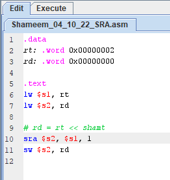 Edit Execute
Shameem_04_10_22_SRA.asm
1 .data
2 rt: .word 0x00000002
3 rd: .word 0x00000000
4
5 .text
6 lw $s1, rt
7 lw $s2, rd
8
9 # rd = rt << shamt
10 sra $s2, $s1, 1
11 sw $s2, rd
12